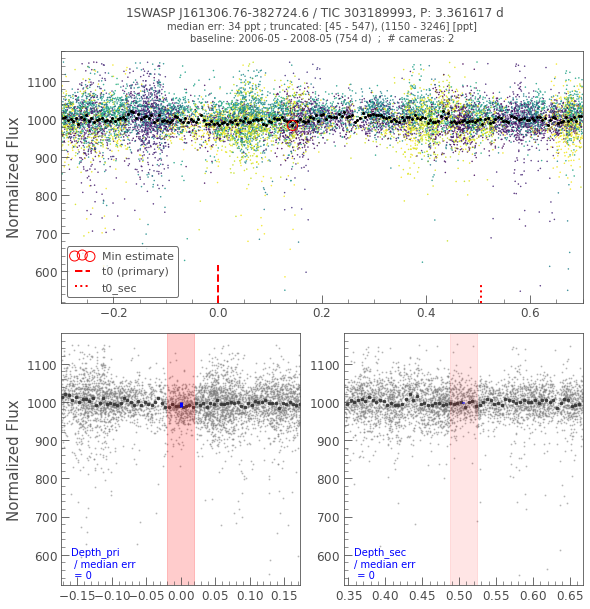 1SWASP J161306.76-382724.6 / TIC 303189993, P: 3.361617 d
median err: 34 ppt ; truncated: [45 - 547), (1150 - 3246] [ppt]
baseline: 2006-05 - 2008-05 (754 d)  ;  # cameras: 2
Normalized Flux
1100
1000
900
800
700
600
Min estimate
t0 (primary)
t0_sec
−0.2 0.0 0.2 0.4 0.6
Normalized Flux
1100
1000
900
800
700
600
Depth_pri
/ median err
= 0
−0.15 −0.10 −0.05 0.00 0.05 0.10 0.15
1100
1000
900
800
700
600
Depth_sec
/ median err
= 0
0.35 0.40 0.45 0.50 0.55 0.60 0.65